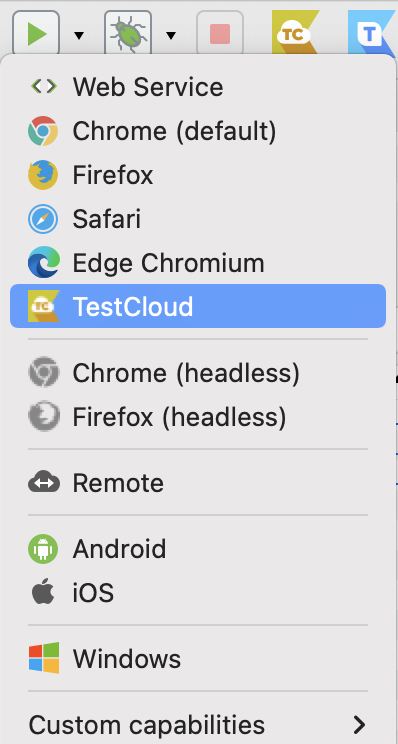 TC
T
Web Service
Chrome (default)
Firefox
Safari
Edge Chromium
TC
TestCloud
Chrome (headless)
Firefox (headless)
Remote
Android
iOS
Windows
Custom capabilities